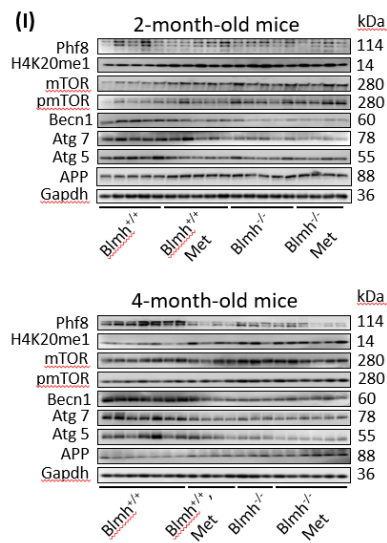 (I)
2-month-old mice
kDa
Phf8 114
H4K20me1 14
mTOR 280
pmTOR 280
Becn1 60
Atg 7 78
Atg 5 55
APP 88
Gapdh 36
Blmh+/+
Blmh+/+ Met
Blmh-/-
Blmh-/- Met
4-month-old mice
kDa
Phf8 114
H4K20me1 14
mTOR 280
pmTOR 280
Becn1 60
Atg 7 78
Atg 5 55
APP 88
Gapdh 36
Blmh+/+
Blmh+/+, Met
Blmh-/-
Blmh-/- Met